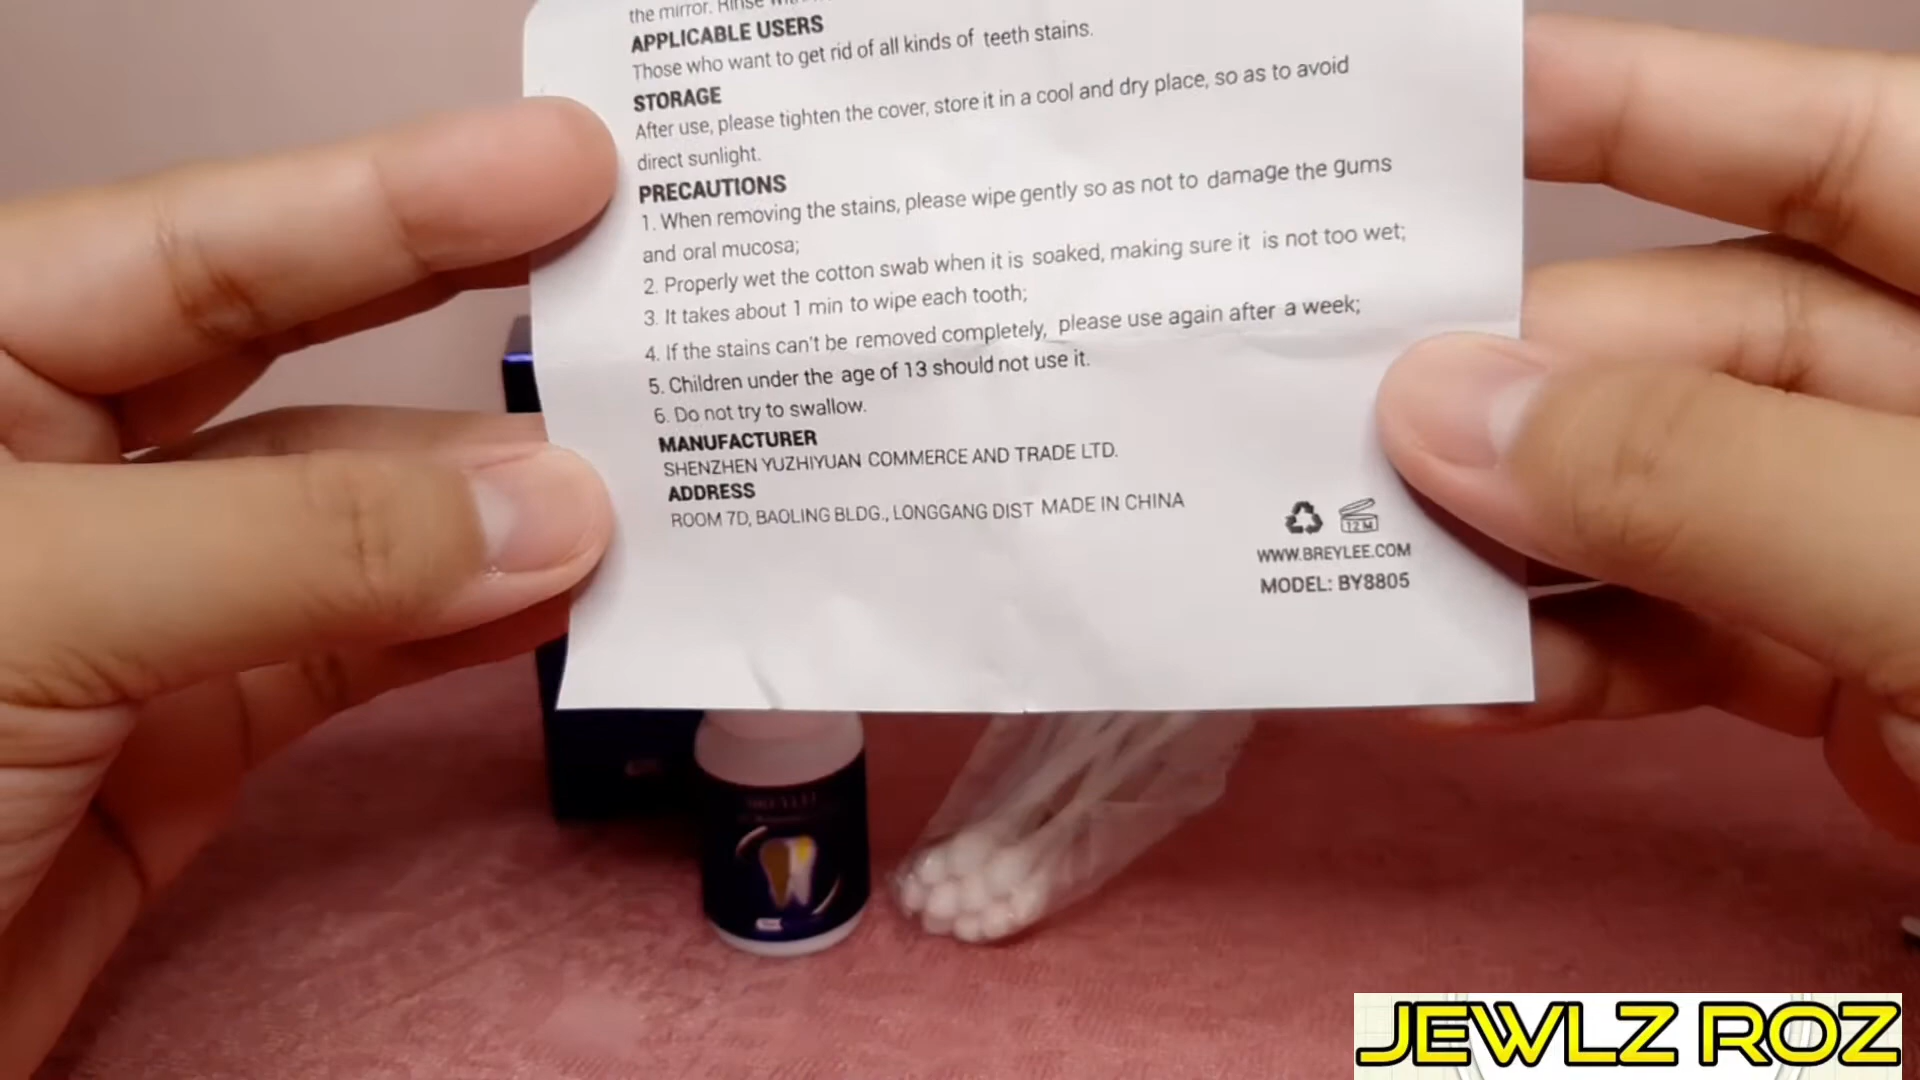 the mirror. Rinse
APPLICABLE USERS
Those who want to get rid of all kinds of teeth stains.
STORAGE
After use, please tighten the cover, store it in a cool and dry place, so as to avoid
direct sunlight.
PRECAUTIONS
1. When removing the stains, please wipe gently so as not to damage the gums
and oral mucosa;
2. Properly wet the cotton swab when it is soaked, making sure it is not too wet;
3. It takes about 1 min to wipe each tooth;
4. If the stains can't be removed completely, please use again after a week;
5. Children under the age of 13 should not use it.
6. Do not try to swallow.
MANUFACTURER
SHENZHEN YUZHIYUAN COMMERCE AND TRADE LTD.
ADDRESS
ROOM 7D, BAOLING BLDG., LONGGANG DIST MADE IN CHINA
12 M
WWW.BREYLEE.COM
MODEL: BY8805
JEWLZ ROZ